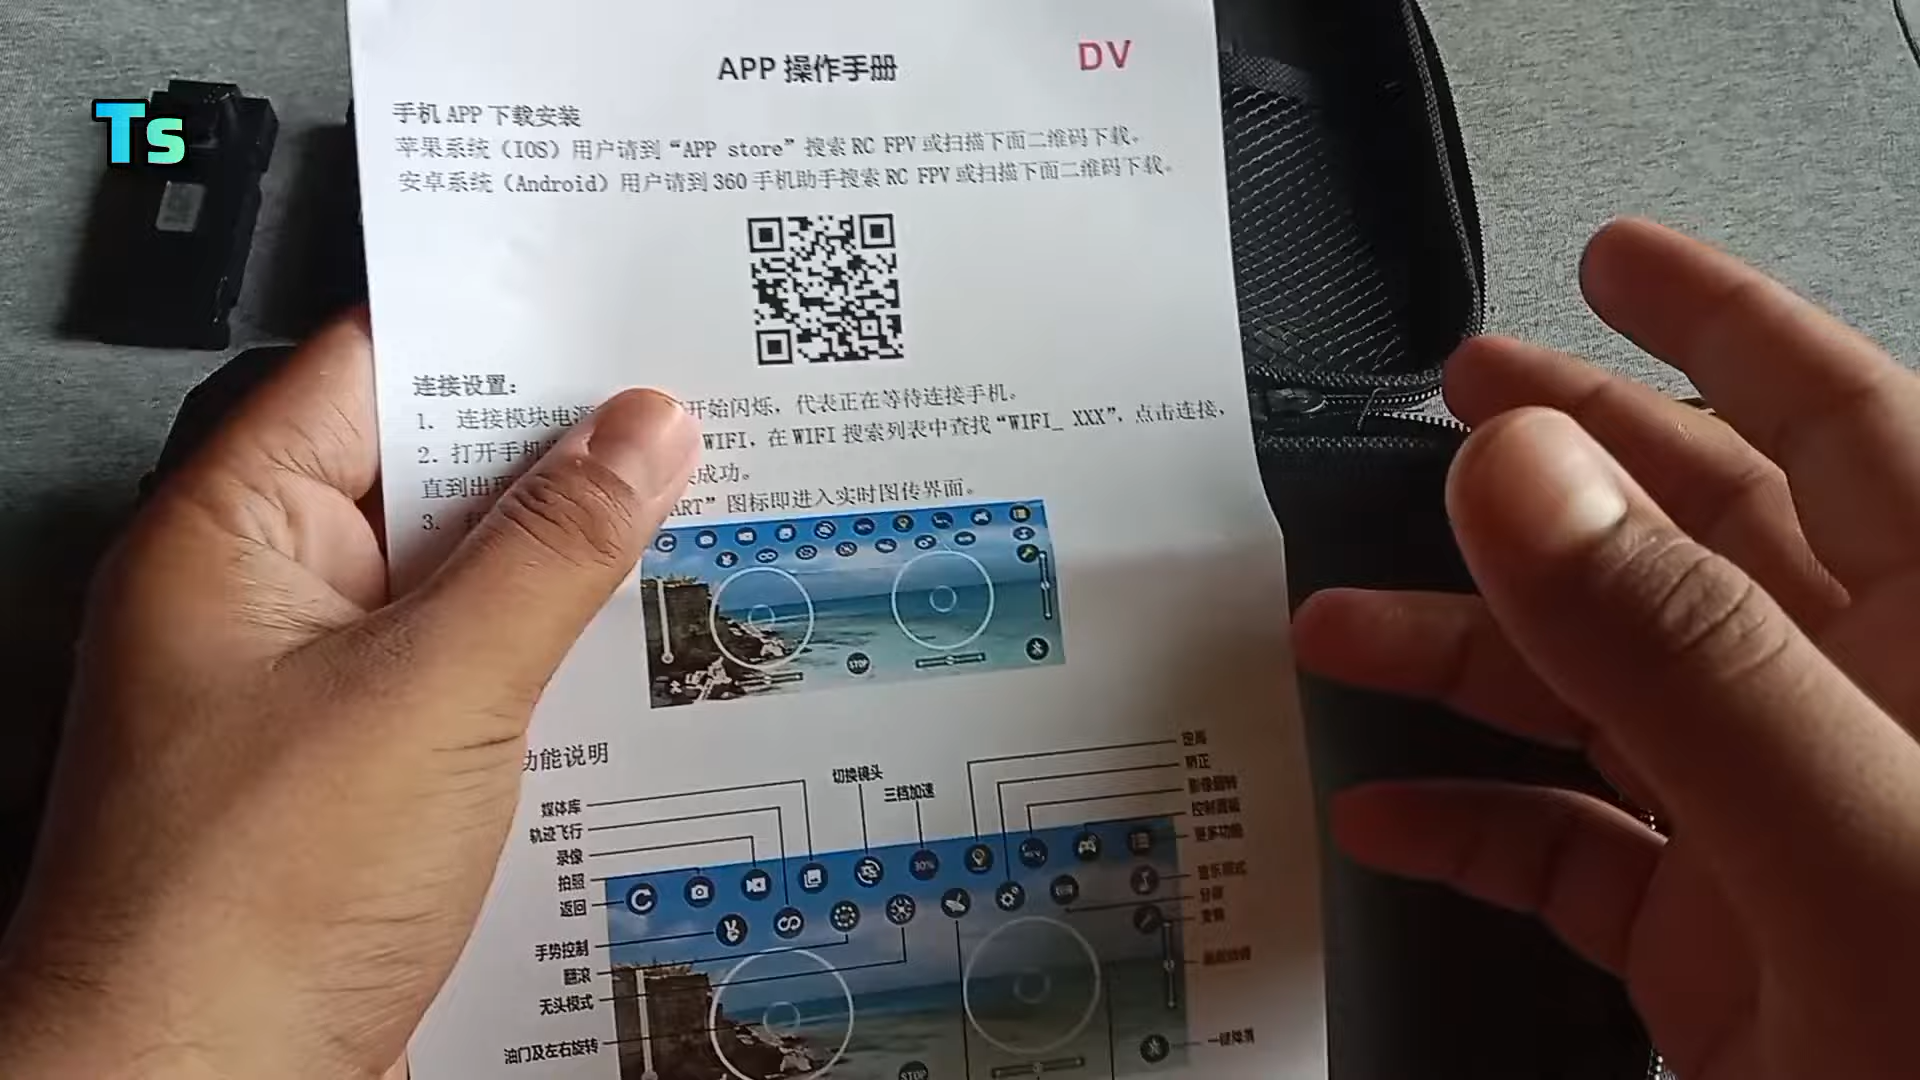 Ts
APP 操作手册
DV
手机 APP 下载安装
苹果系统（IOS）用户请到“APP store”搜索 RC FPV 或扫描下面二维码下载。
安卓系统（Android）用户请到 360 手机助手搜索 RC FPV 或扫描下面二维码下载。
连接设置：
1. 连接模块电源 开始闪烁，代表正在等待连接手机。
2. 打开手机 WIFI，在 WIFI 搜索列表中查找“WIFI_ XXX”，点击连接，
直到出现 成功。
3. ART”图标即进入实时图传界面。
STOP
功能说明
切换镜头
三档加速
媒体库
轨迹飞行
录像
拍照
返回
手势控制
翻滚
无头模式
油门及左右旋转
定高
矫正
影像翻转
控制面板
更多功能
音乐模式
分辨
一键降落
30%
STOP